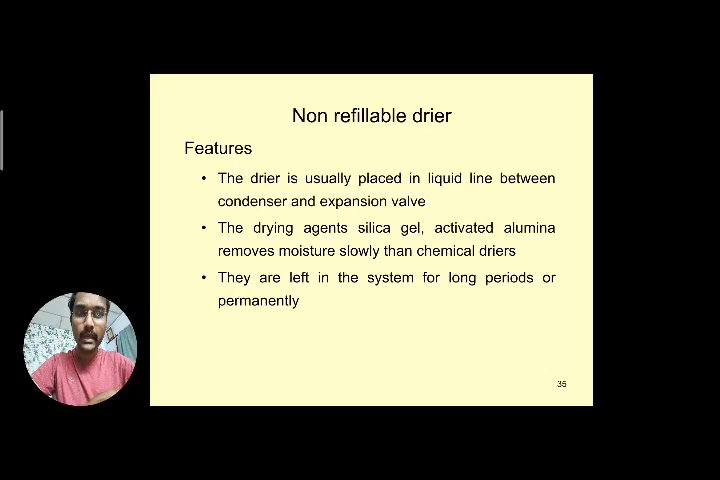 Non refillable drier
Features
• The drier is usually placed in liquid line between
condenser and expansion valve
• The drying agents silica gel, activated alumina
removes moisture slowly than chemical driers
• They are left in the system for long periods or
permanently
35